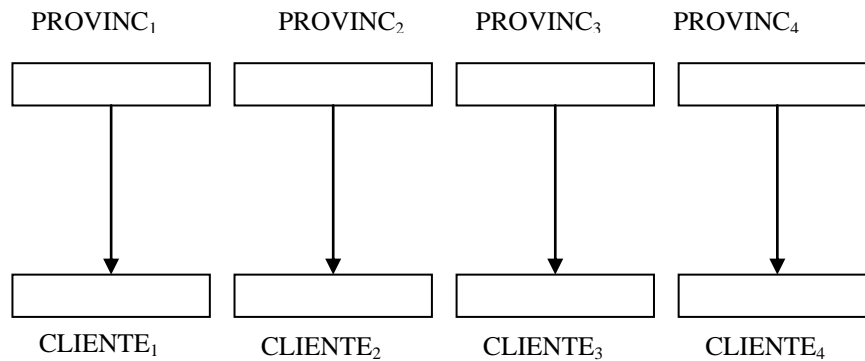 PROVINC₁ PROVINC₂ PROVINC₃ PROVINC₄
CLIENTE₁ CLIENTE₂ CLIENTE₃ CLIENTE₄